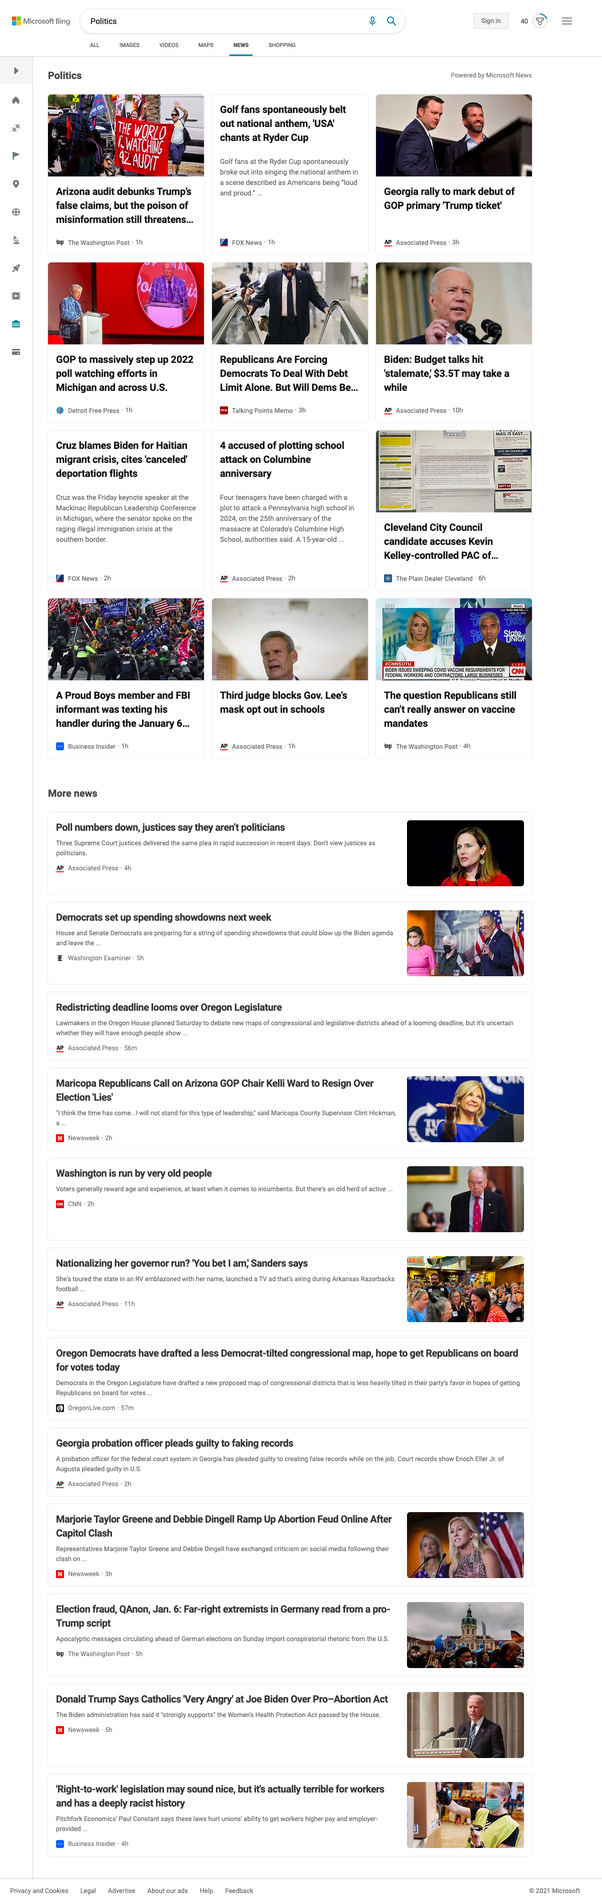 Microsoft Bing
Politics
Sign in
40
ALL
IMAGES
VIDEOS
MAPS
NEWS
SHOPPING
Politics
Powered by Microsoft News
THE WORLD
IS WATCHING
AZ AUDIT
Arizona audit debunks Trump's
false claims, but the poison of
misinformation still threatens...
The Washington Post · 1h
Golf fans spontaneously belt
out national anthem, 'USA'
chants at Ryder Cup
Golf fans at the Ryder Cup spontaneously
broke out into singing the national anthem in
a scene described as Americans being "loud
and proud." ...
FOX News · 1h
Georgia rally to mark debut of
GOP primary 'Trump ticket'
AP Associated Press · 3h
GOP to massively step up 2022
poll watching efforts in
Michigan and across U.S.
Detroit Free Press · 1h
Republicans Are Forcing
Democrats To Deal With Debt
Limit Alone. But Will Dems Be...
Talking Points Memo · 3h
Biden: Budget talks hit
'stalemate,' $3.5T may take a
while
AP Associated Press · 10h
Cruz blames Biden for Haitian
migrant crisis, cites 'canceled'
deportation flights
Cruz was the Friday keynote speaker at the
Mackinac Republican Leadership Conference
in Michigan, where the senator spoke on the
raging illegal immigration crisis at the
southern border.
FOX News · 2h
4 accused of plotting school
attack on Columbine
anniversary
Four teenagers have been charged with a
plot to attack a Pennsylvania high school in
2024, on the 25th anniversary of the
massacre at Colorado's Columbine High
School, authorities said. A 15-year-old ...
AP Associated Press · 2h
Brancatelli
MAIL IS EASY...
CITY OF CLEVELAND
Brancatelli
Cleveland City Council
candidate accuses Kevin
Kelley-controlled PAC of...
The Plain Dealer Cleveland · 6h
A Proud Boys member and FBI
informant was texting his
handler during the January 6...
Business Insider · 1h
Third judge blocks Gov. Lee's
mask opt out in schools
AP Associated Press · 1h
#CNNSOTU
BIDEN ISSUES SWEEPING COVID VACCINE REQUIREMENTS FOR
FEDERAL WORKERS AND CONTRACTORS, LARGE BUSINESSES
CNN
The question Republicans still
can't really answer on vaccine
mandates
The Washington Post · 4h
More news
Poll numbers down, justices say they aren't politicians
Three Supreme Court justices delivered the same plea in rapid succession in recent days: Don't view justices as
politicians.
AP Associated Press · 4h
Democrats set up spending showdowns next week
House and Senate Democrats are preparing for a string of spending showdowns that could blow up the Biden agenda
and leave the ...
Washington Examiner · 5h
Redistricting deadline looms over Oregon Legislature
Lawmakers in the Oregon House planned Saturday to debate new maps of congressional and legislative districts ahead of a looming deadline, but it's uncertain
whether they will have enough people show ...
AP Associated Press · 56m
Maricopa Republicans Call on Arizona GOP Chair Kelli Ward to Resign Over
Election 'Lies'
"I think the time has come...I will not stand for this type of leadership," said Maricopa County Supervisor Clint Hickman,
a ...
N Newsweek · 2h
Washington is run by very old people
Voters generally reward age and experience, at least when it comes to incumbents. But there's an old herd of active ...
CNN · 2h
Nationalizing her governor run? 'You bet I am,' Sanders says
She's toured the state in an RV emblazoned with her name, launched a TV ad that's airing during Arkansas Razorbacks
football ...
AP Associated Press · 11h
Oregon Democrats have drafted a less Democrat-tilted congressional map, hope to get Republicans on board
for votes today
Democrats in the Oregon Legislature have drafted a new proposed map of congressional districts that is less heavily tilted in their party's favor in hopes of getting
Republicans on board for votes ...
OregonLive.com · 57m
Georgia probation officer pleads guilty to faking records
A probation officer for the federal court system in Georgia has pleaded guilty to creating false records while on the job. Court records show Enoch Eller Jr. of
Augusta pleaded guilty in U.S.
AP Associated Press · 2h
Marjorie Taylor Greene and Debbie Dingell Ramp Up Abortion Feud Online After
Capitol Clash
Representatives Marjorie Taylor Greene and Debbie Dingell have exchanged criticism on social media following their
clash on ...
N Newsweek · 3h
Election fraud, QAnon, Jan. 6: Far-right extremists in Germany read from a pro-
Trump script
Apocalyptic messages circulating ahead of German elections on Sunday import conspiratorial rhetoric from the U.S.
The Washington Post · 5h
Donald Trump Says Catholics 'Very Angry' at Joe Biden Over Pro–Abortion Act
The Biden administration has said it "strongly supports" the Women's Health Protection Act passed by the House.
N Newsweek · 5h
'Right-to-work' legislation may sound nice, but it's actually terrible for workers
and has a deeply racist history
Pitchfork Economics' Paul Constant says these laws hurt unions' ability to get workers higher pay and employer-
provided ...
Business Insider · 4h
Privacy and Cookies
Legal
Advertise
About our ads
Help
Feedback
© 2021 Microsoft